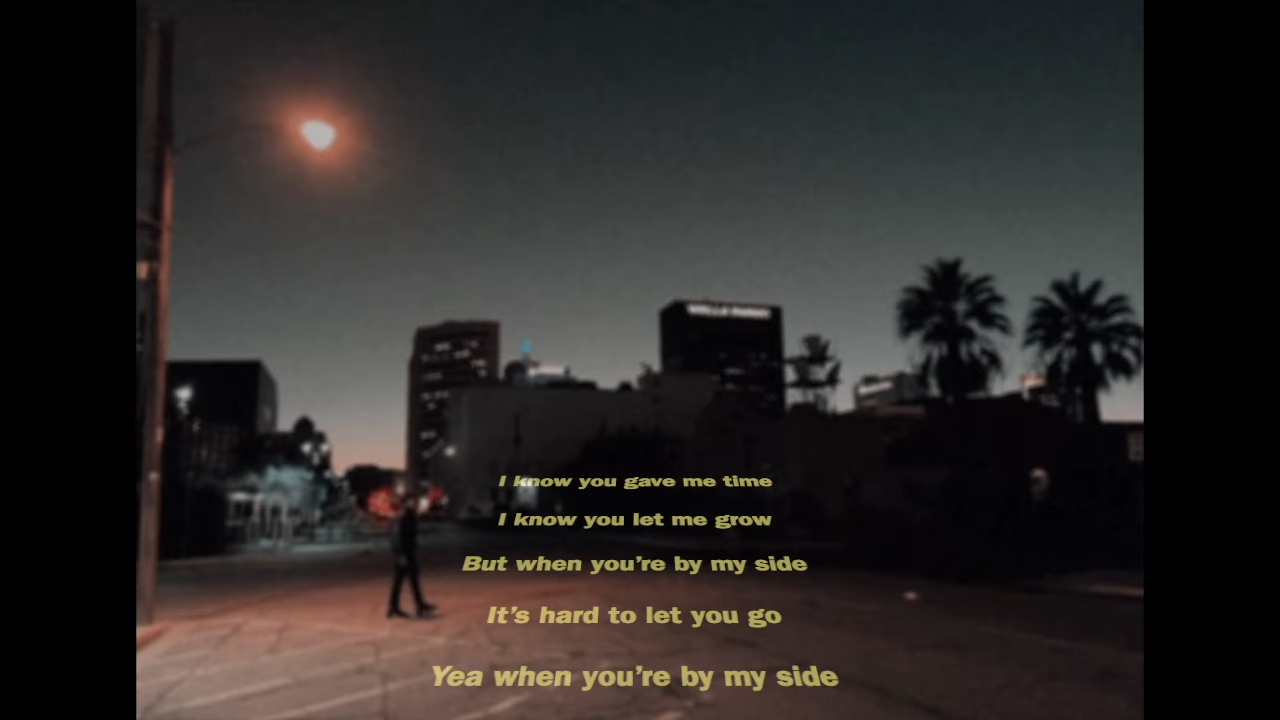 I know you gave me time
I know you let me grow
But when you're by my side
It's hard to let you go
Yea when you're by my side